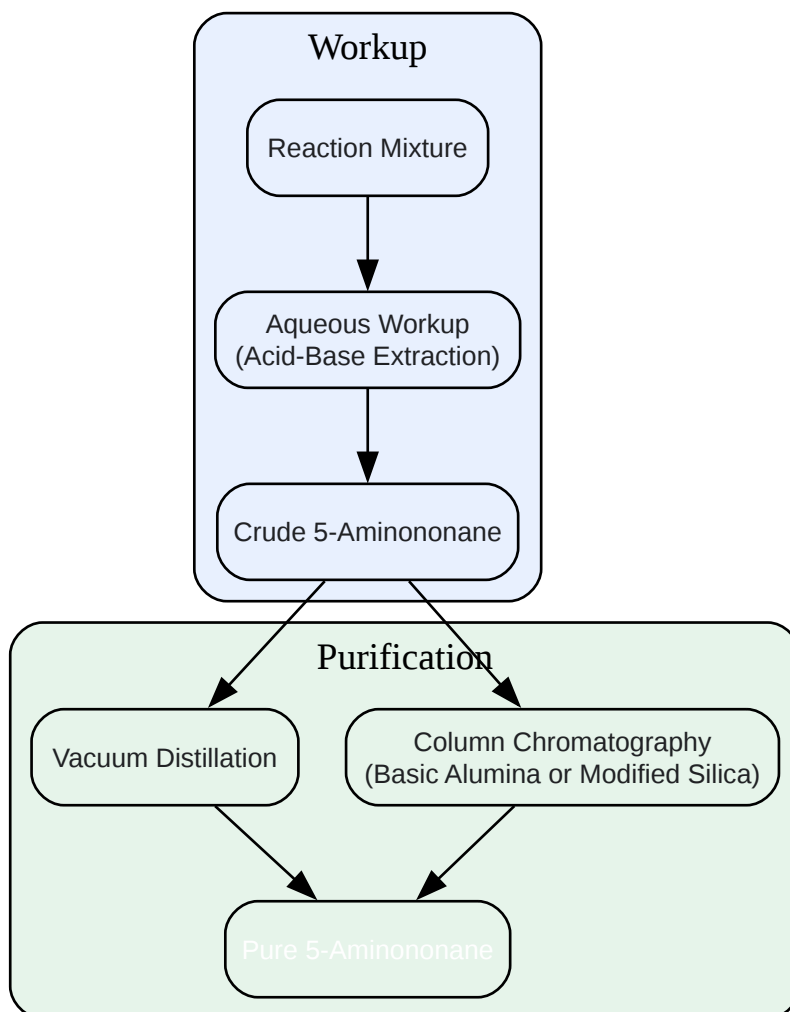 Workup
Reaction Mixture
Aqueous Workup
(Acid-Base Extraction)
Crude 5-Aminononane
Purification
Vacuum Distillation
Column Chromatography
(Basic Alumina or Modified Silica)
Pure 5-Aminononane